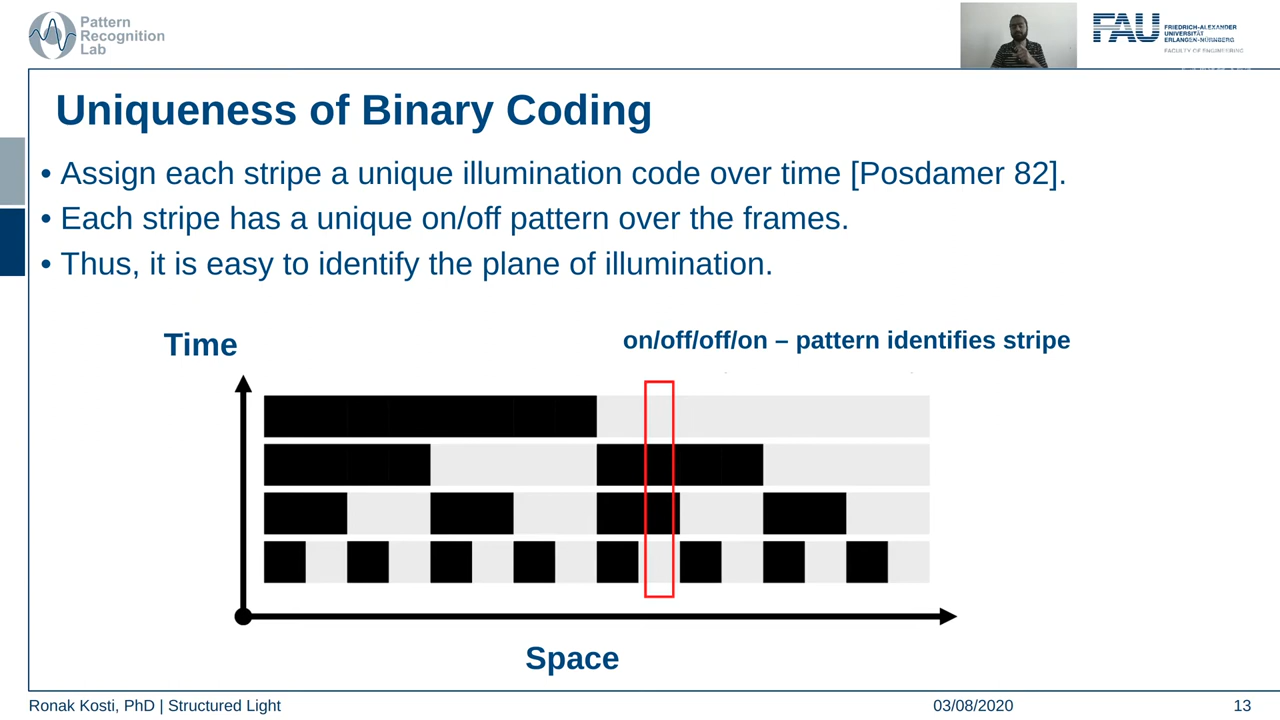 Pattern
Recognition
Lab
FAU
FRIEDRICH-ALEXANDER
UNIVERSITÄT
ERLANGEN-NÜRNBERG
FACULTY OF ENGINEERING
Uniqueness of Binary Coding
• Assign each stripe a unique illumination code over time [Posdamer 82].
• Each stripe has a unique on/off pattern over the frames.
• Thus, it is easy to identify the plane of illumination.
Time
on/off/off/on – pattern identifies stripe
Space
Ronak Kosti, PhD | Structured Light
03/08/2020
13